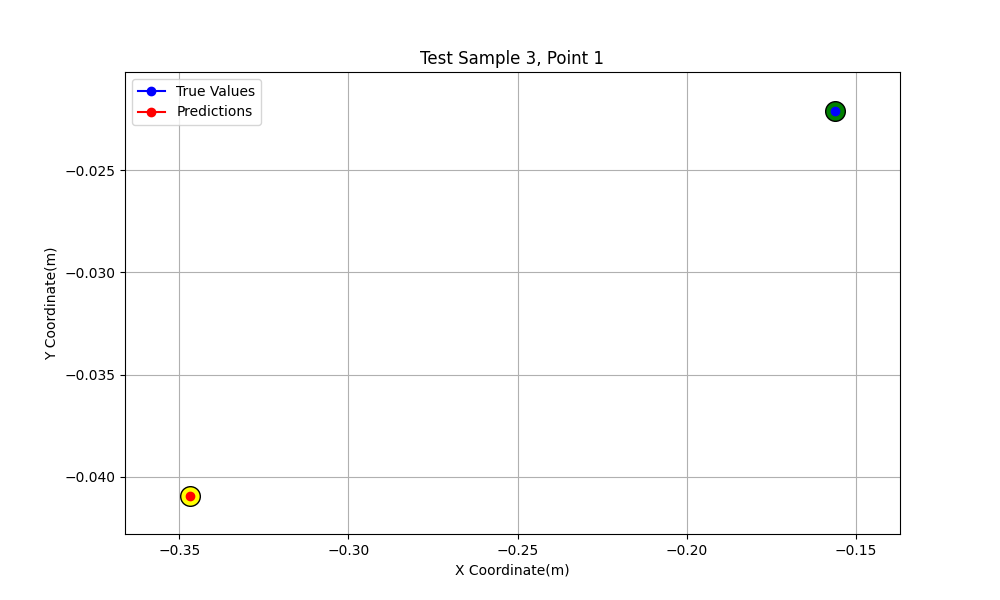 Test Sample 3, Point 1
True Values
Predictions
−0.025
−0.030
−0.035
−0.040
Y Coordinate(m)
−0.35
−0.30
−0.25
−0.20
−0.15
X Coordinate(m)